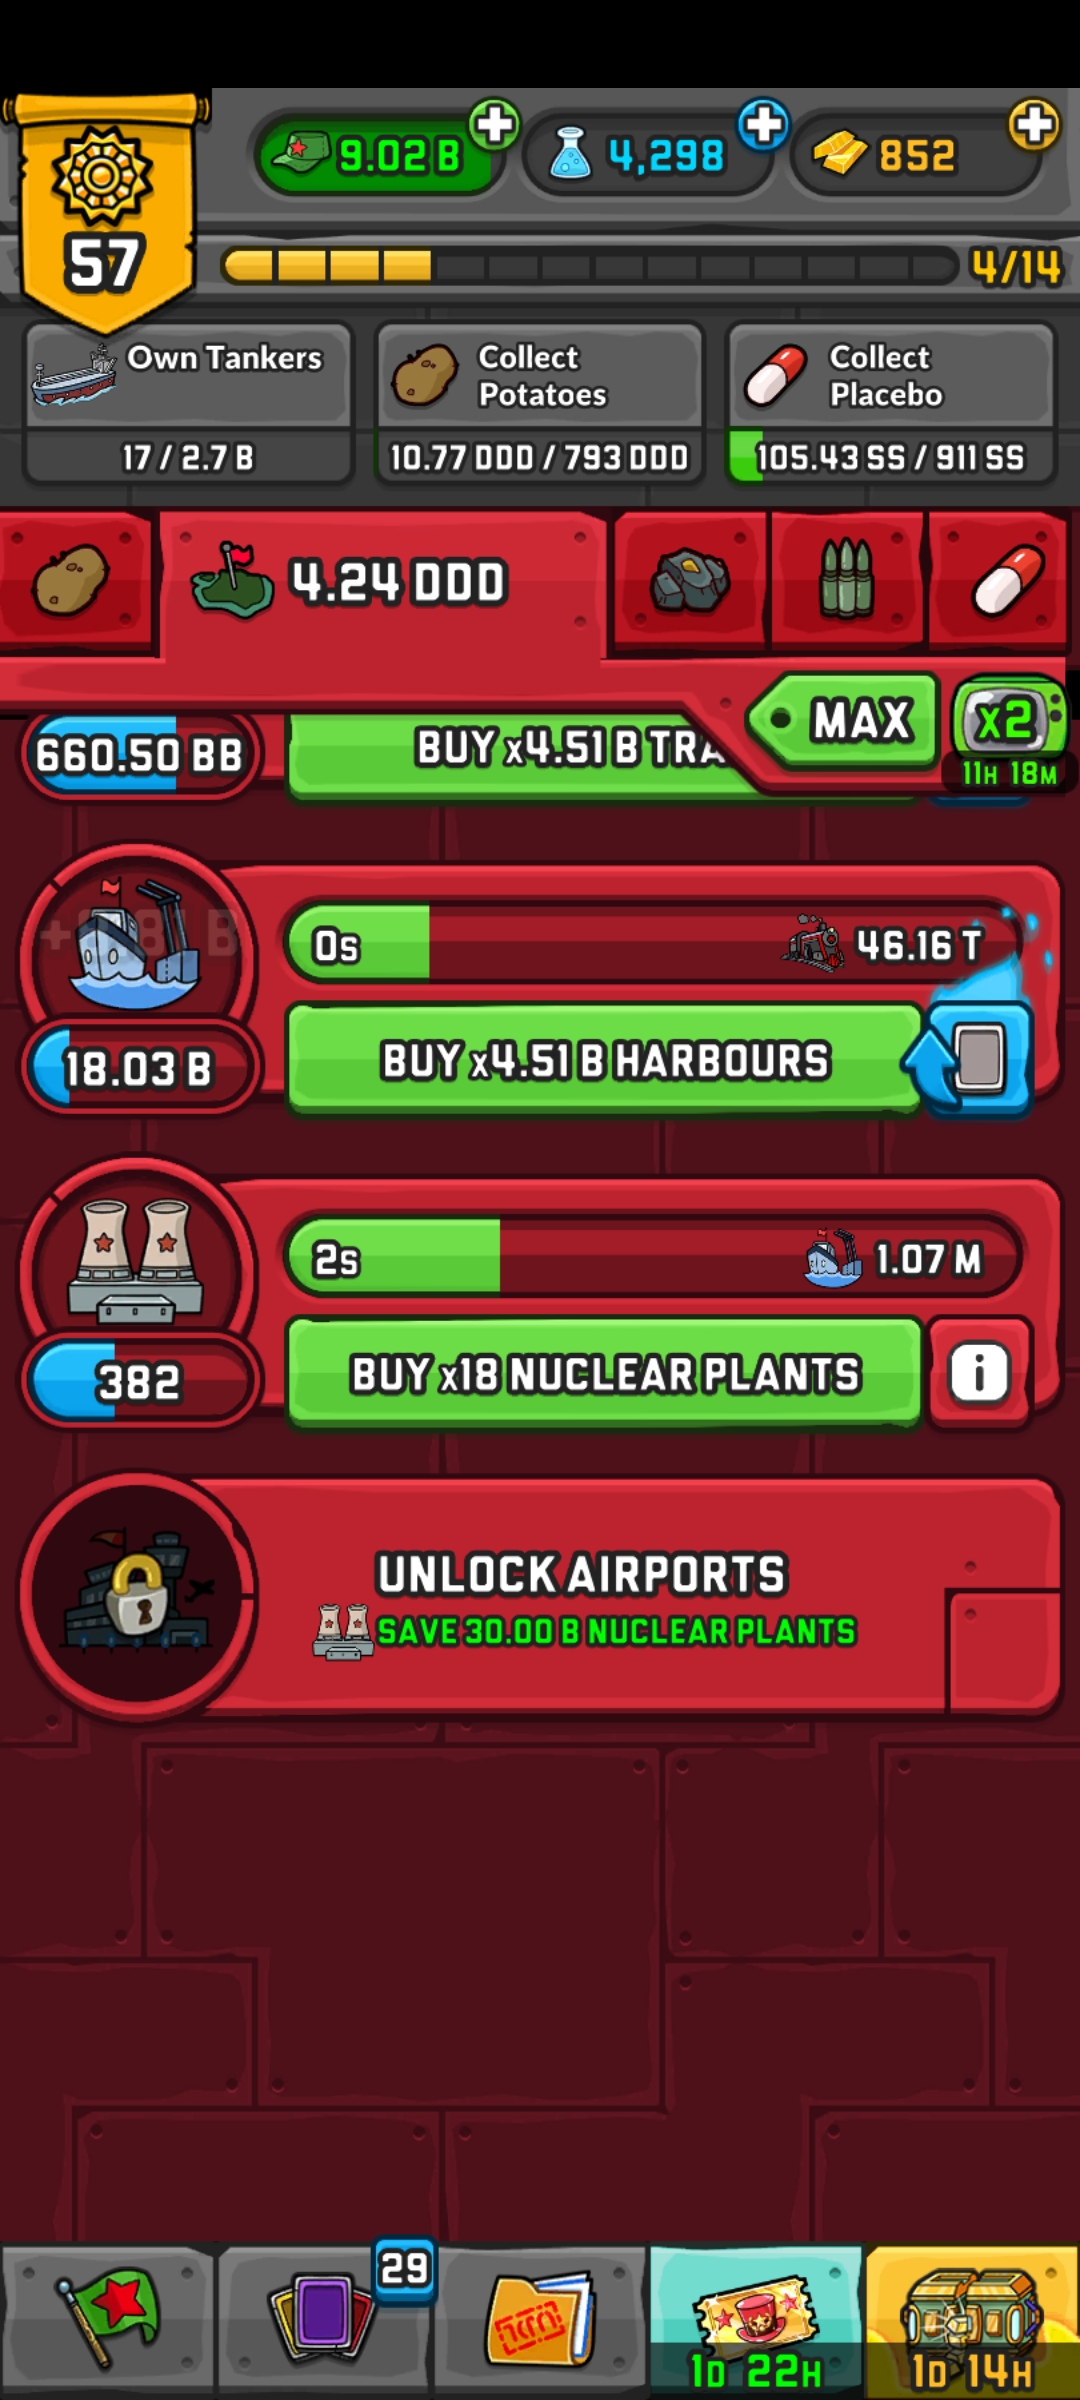 57
9.02 B
4,298
852
4/14
Own Tankers
17 / 2.7 B
Collect
Potatoes
10.77 DDD / 793 DDD
Collect
Placebo
105.43 SS / 911 SS
4.24 DDD
MAX
x2
11H 18M
660.50 BB
BUY x4.51 B TRA
0s
46.16 T
18.03 B
BUY x4.51 B HARBOURS
2s
1.07 M
382
BUY x18 NUCLEAR PLANTS
i
UNLOCK AIRPORTS
SAVE 30.00 B NUCLEAR PLANTS
29
1D 22H
1D 14H